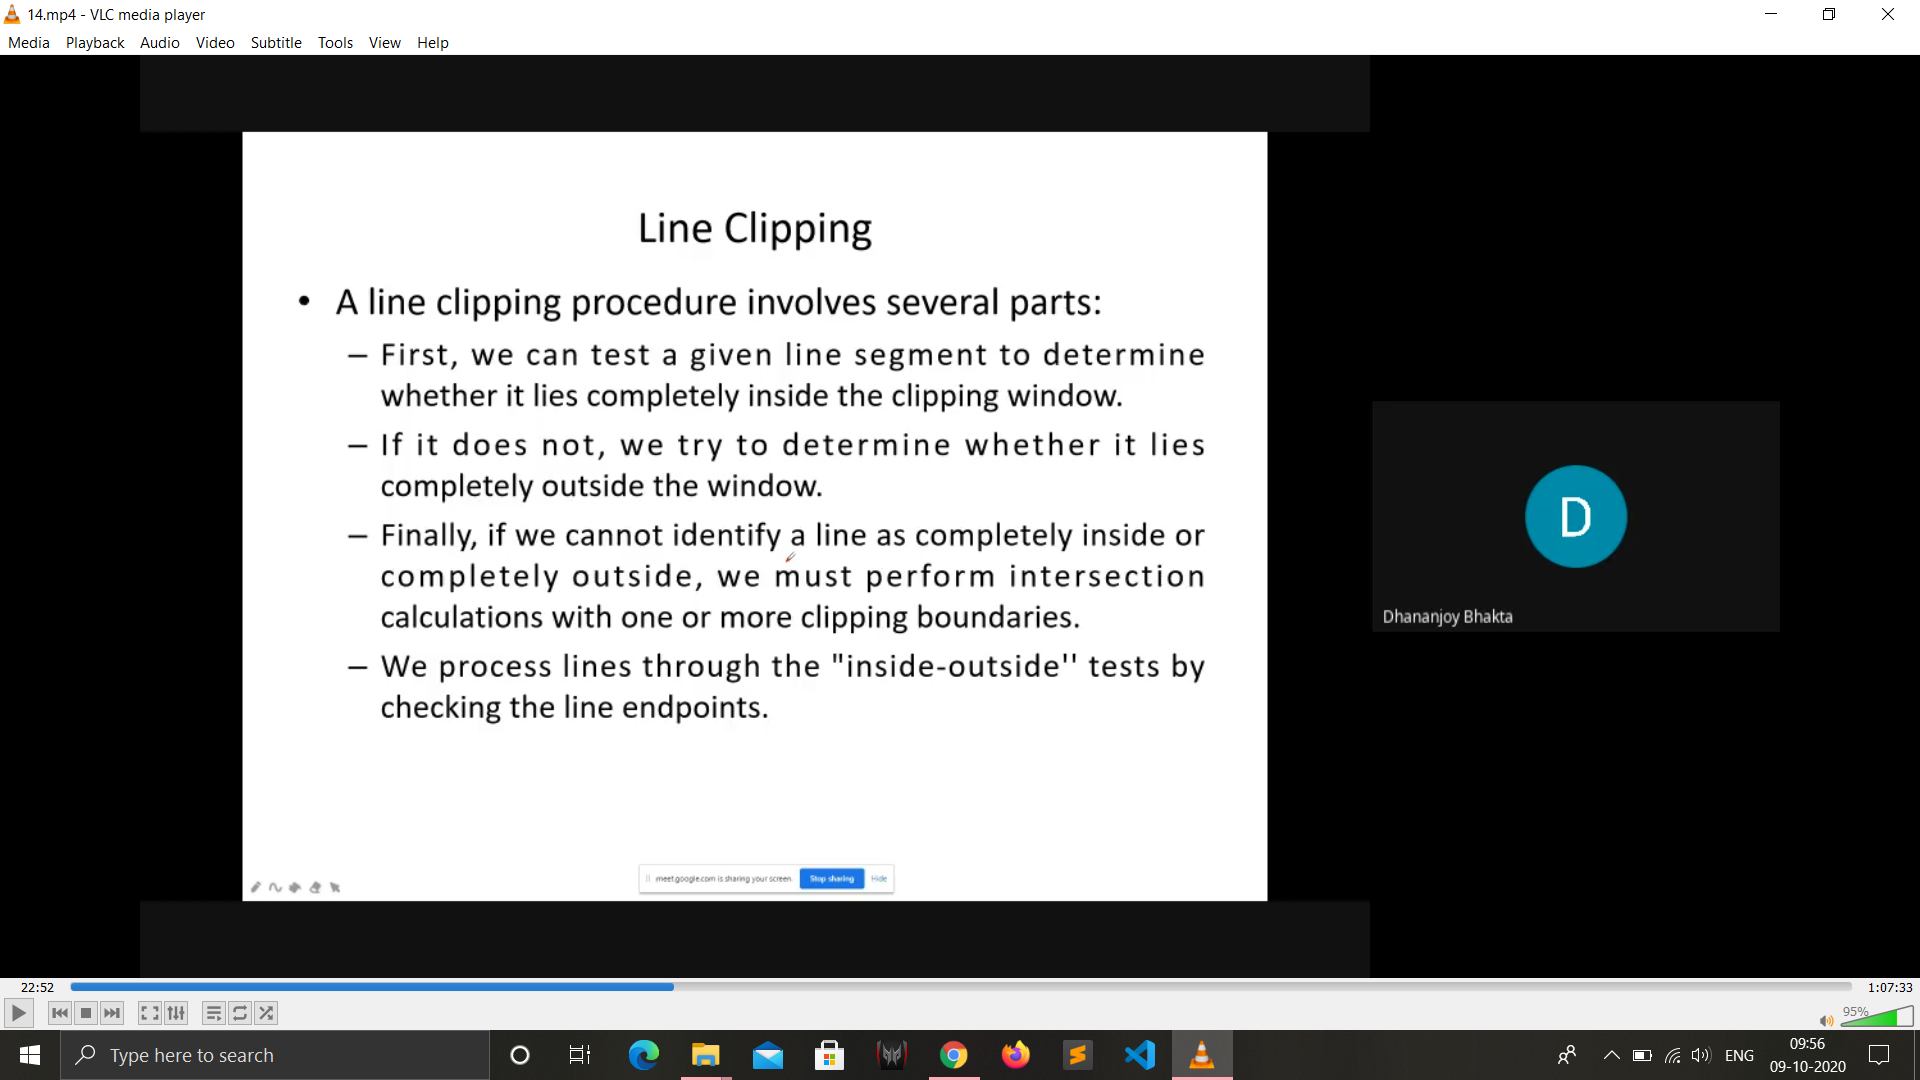 14.mp4 - VLC media player
Media Playback Audio Video Subtitle Tools View Help
Line Clipping
• A line clipping procedure involves several parts:
– First, we can test a given line segment to determine
whether it lies completely inside the clipping window.
– If it does not, we try to determine whether it lies
completely outside the window.
– Finally, if we cannot identify a line as completely inside or
completely outside, we must perform intersection
calculations with one or more clipping boundaries.
– We process lines through the "inside-outside'' tests by
checking the line endpoints.
D
Dhananjoy Bhakta
meet.google.com is sharing your screen. Stop sharing Hide
22:52 1:07:33
95%
Type here to search
ENG
09:56
09-10-2020